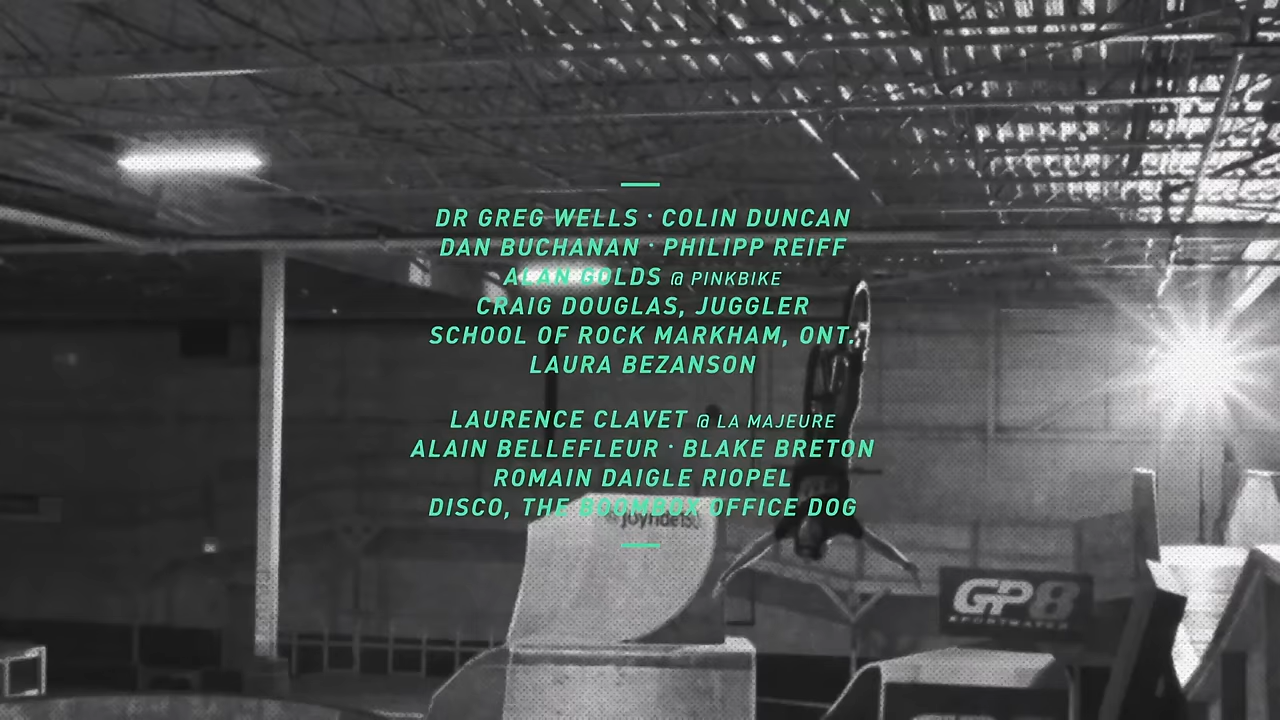 DR GREG WELLS · COLIN DUNCAN
DAN BUCHANAN · PHILIPP REIFF
ALAN GOLDS @ PINKBIKE
CRAIG DOUGLAS, JUGGLER
SCHOOL OF ROCK MARKHAM, ONT.
LAURA BEZANSON
LAURENCE CLAVET @ LA MAJEURE
ALAIN BELLEFLEUR · BLAKE BRETON
ROMAIN DAIGLE RIOPEL
DISCO, THE BOOMBOX OFFICE DOG
joyride150
GP8
SPORTWATER